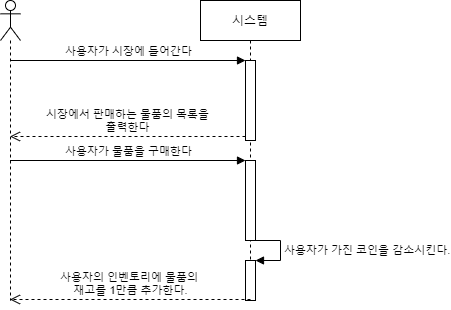 시스템
사용자가 시장에 들어간다
시장에서 판매하는 물품의 목록을
출력한다
사용자가 물품을 구매한다
사용자가 가진 코인을 감소시킨다.
사용자의 인벤토리에 물품의
재고를 1만큼 추가한다.